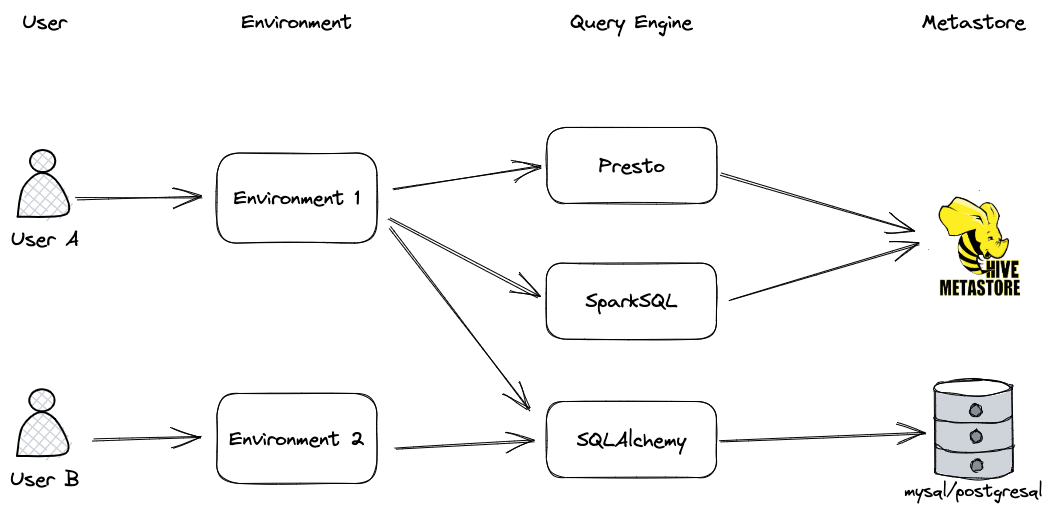 User
Environment
Query Engine
Metastore
User A
Environment 1
Presto
HIVE
METASTORE
SparkSQL
User B
Environment 2
SQLAlchemy
mysql/postgresql